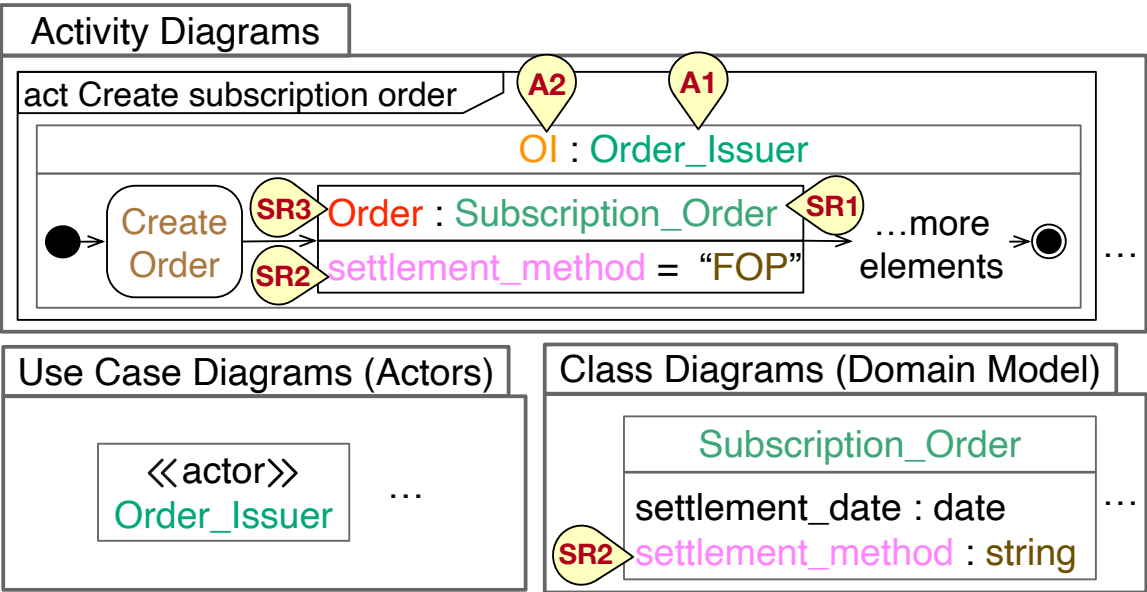 Activity Diagrams
act Create subscription order
A2
A1
OI : Order_Issuer
Create
Order
SR3
Order : Subscription_Order
SR1
SR2
settlement_method = “FOP”
...more
elements
...
Use Case Diagrams (Actors)
≪actor≫
Order_Issuer
...
Class Diagrams (Domain Model)
Subscription_Order
settlement_date : date
SR2
settlement_method : string
...